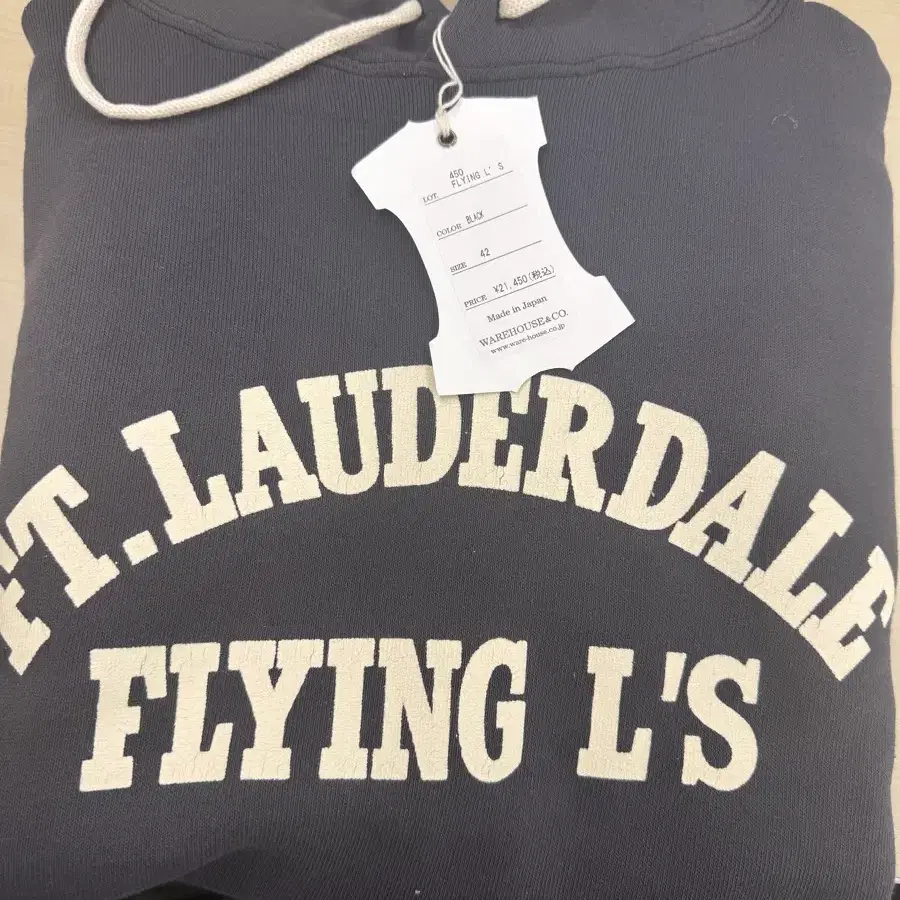 450
LOT. FLYING L' S
COLOR BLACK
SIZE 42
PRICE ¥21,450(税込)
Made in Japan
WAREHOUSE&CO.
www.ware-house.co.jp
FT.LAUDERDALE
FLYING L'S